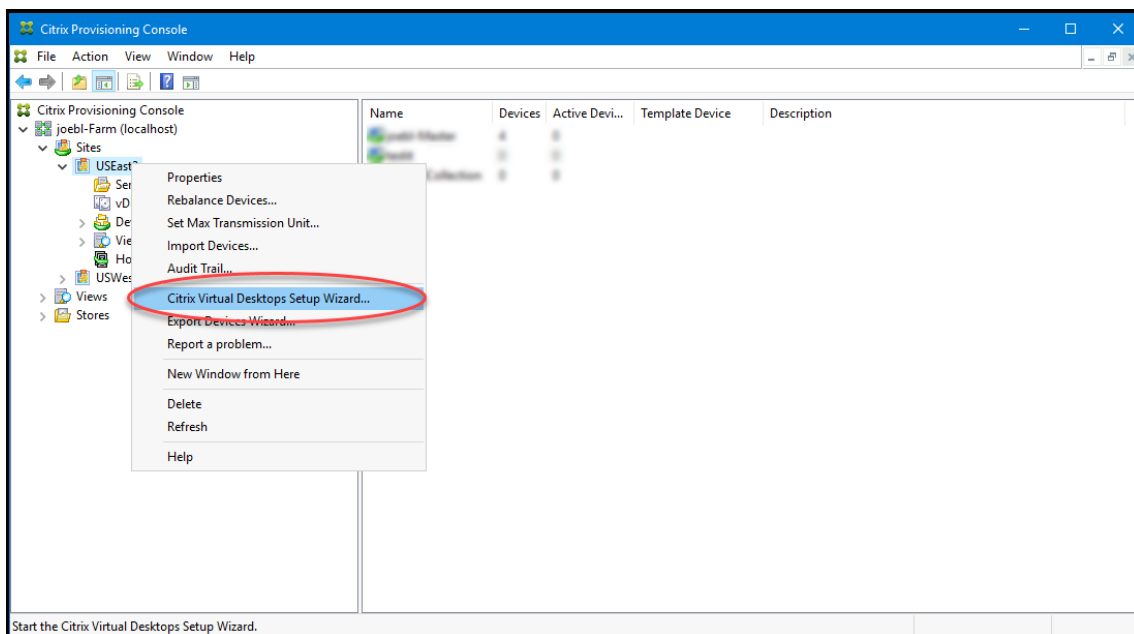 Citrix Provisioning Console
File Action View Window Help
Citrix Provisioning Console
joebl-Farm (localhost)
Sites
USEast
Ser
vD
De
Vie
Ho
USWes
Views
Stores
Properties
Rebalance Devices...
Set Max Transmission Unit...
Import Devices...
Audit Trail...
Citrix Virtual Desktops Setup Wizard...
Export Devices Wizard...
Report a problem...
New Window from Here
Delete
Refresh
Help
Name Devices Active Devi... Template Device Description
Start the Citrix Virtual Desktops Setup Wizard.